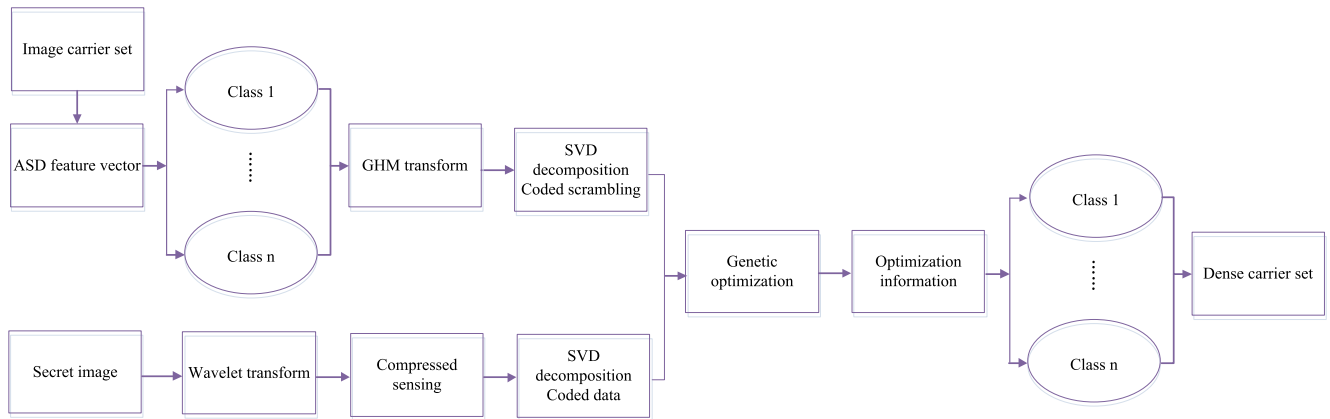 Image carrier set
ASD feature vector
Class 1
Class n
GHM transform
SVD
decomposition
Coded scrambling
Secret image
Wavelet transform
Compressed
sensing
SVD
decomposition
Coded data
Genetic
optimization
Optimization
information
Class 1
Class n
Dense carrier set